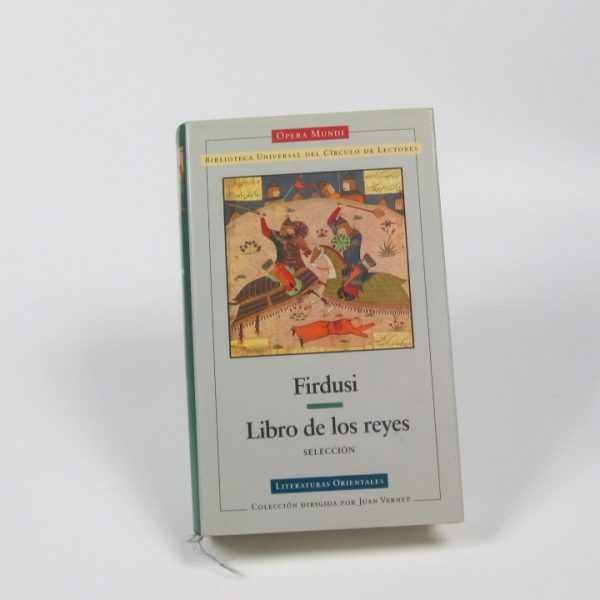 Opera Mundi
Biblioteca Universal del Círculo de Lectores
Firdusi
Libro de los reyes
SELECCIÓN
Literaturas Orientales
Colección dirigida por Juan Vernet